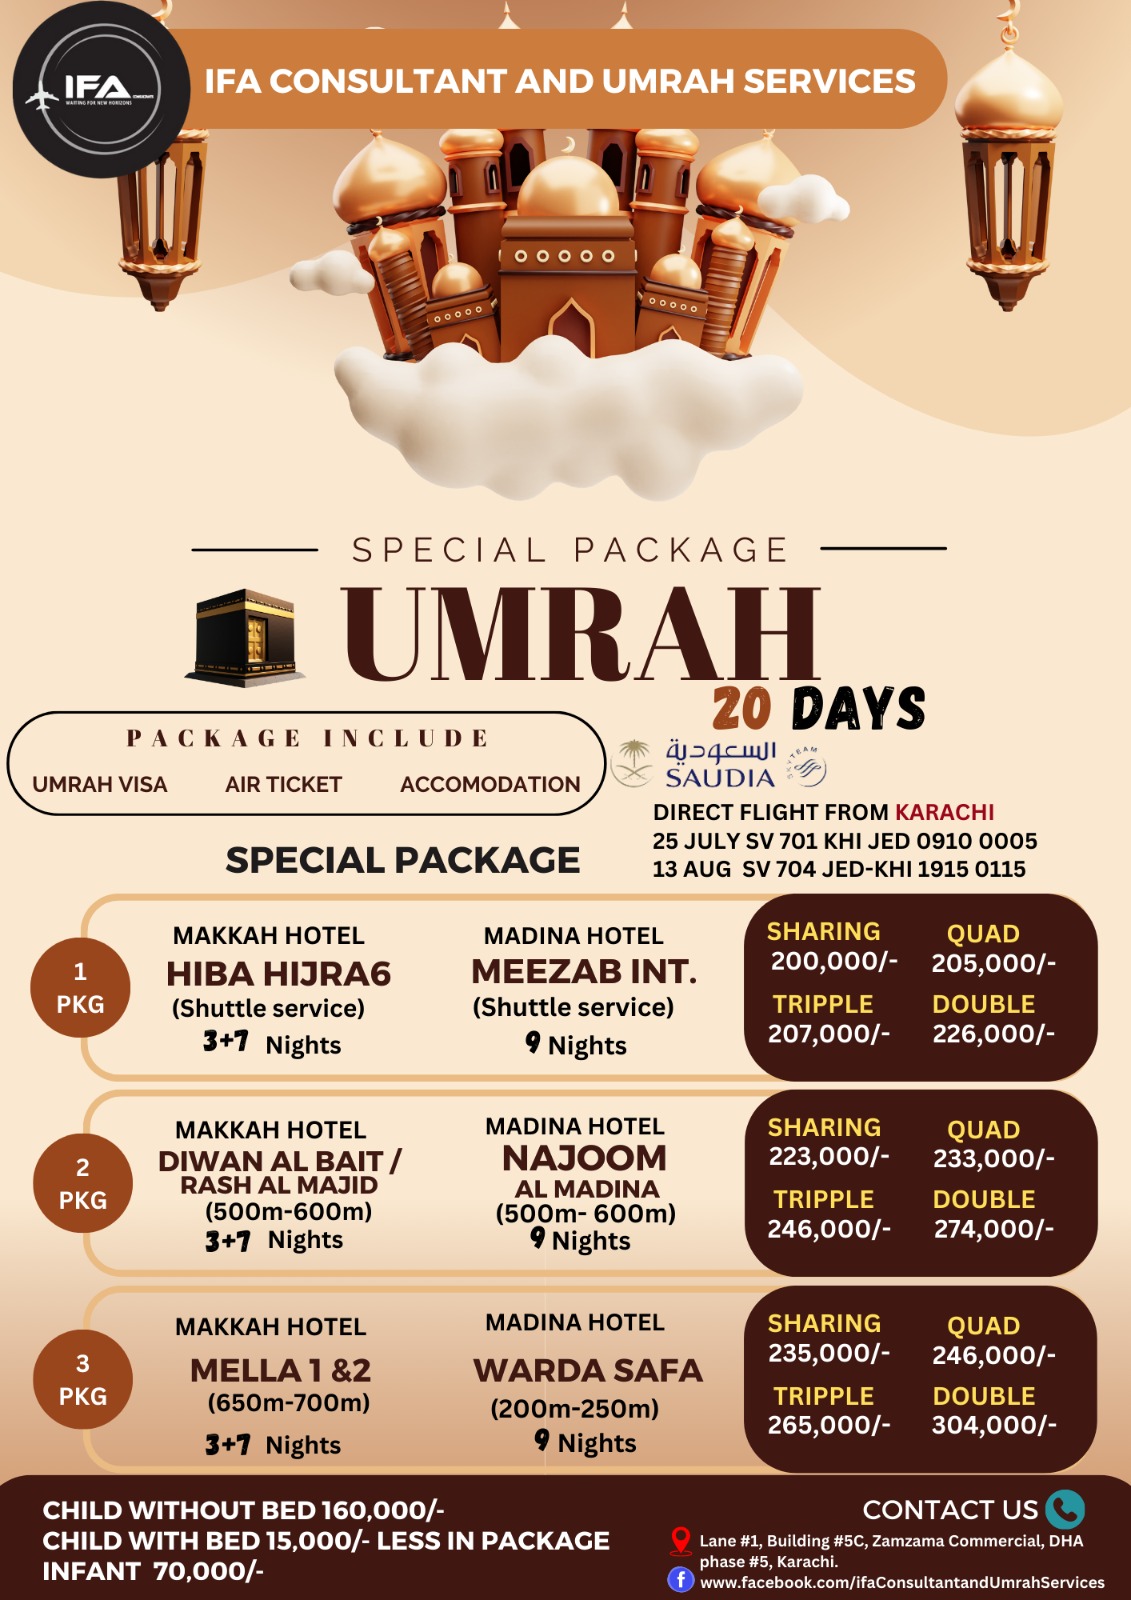 IFA CONSULTANT AND UMRAH SERVICES
IFA
WAITING FOR NEW HORIZONS
SPECIAL PACKAGE
UMRAH
20 DAYS
PACKAGE INCLUDE
UMRAH VISA AIR TICKET ACCOMODATION
السعودية
SAUDIA
SKYTEAM
DIRECT FLIGHT FROM KARACHI
25 JULY SV 701 KHI JED 0910 0005
13 AUG SV 704 JED-KHI 1915 0115
SPECIAL PACKAGE
1
PKG
MAKKAH HOTEL
HIBA HIJRA6
(Shuttle service)
3+7 Nights
MADINA HOTEL
MEEZAB INT.
(Shuttle service)
9 Nights
SHARING QUAD
200,000/- 205,000/-
TRIPPLE DOUBLE
207,000/- 226,000/-
2
PKG
MAKKAH HOTEL
DIWAN AL BAIT /
RASH AL MAJID
(500m-600m)
3+7 Nights
MADINA HOTEL
NAJOOM
AL MADINA
(500m- 600m)
9 Nights
SHARING QUAD
223,000/- 233,000/-
TRIPPLE DOUBLE
246,000/- 274,000/-
3
PKG
MAKKAH HOTEL
MELLA 1 &2
(650m-700m)
3+7 Nights
MADINA HOTEL
WARDA SAFA
(200m-250m)
9 Nights
SHARING QUAD
235,000/- 246,000/-
TRIPPLE DOUBLE
265,000/- 304,000/-
CHILD WITHOUT BED 160,000/-
CHILD WITH BED 15,000/- LESS IN PACKAGE
INFANT 70,000/-
CONTACT US
Lane #1, Building #5C, Zamzama Commercial, DHA
phase #5, Karachi.
www.facebook.com/ifaConsultantandUmrahServices